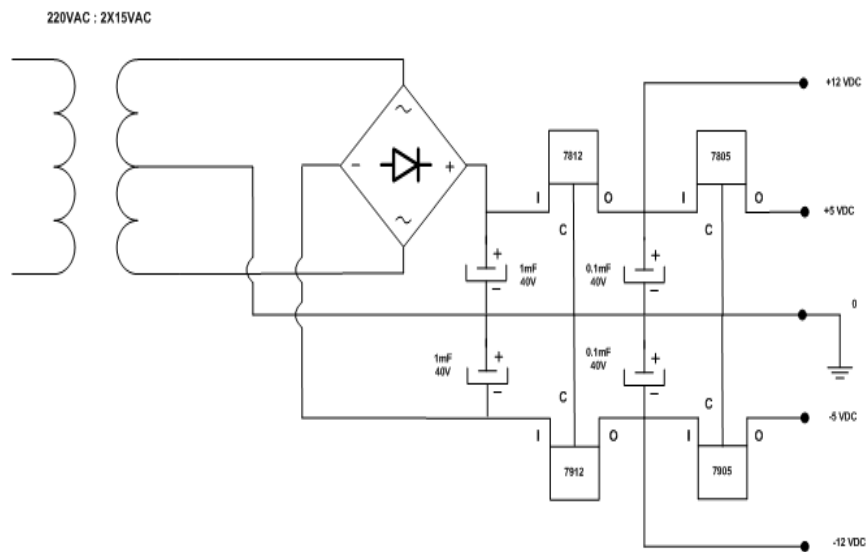 220VAC : 2X15VAC
+12 VDC
7812
7805
- +
I O I O
+5 VDC
C C
+ +
1mF 0.1mF
40V 40V
- -
0
+ +
1mF 0.1mF
40V 40V
- -
C C
-5 VDC
I O I O
7912
7905
-12 VDC